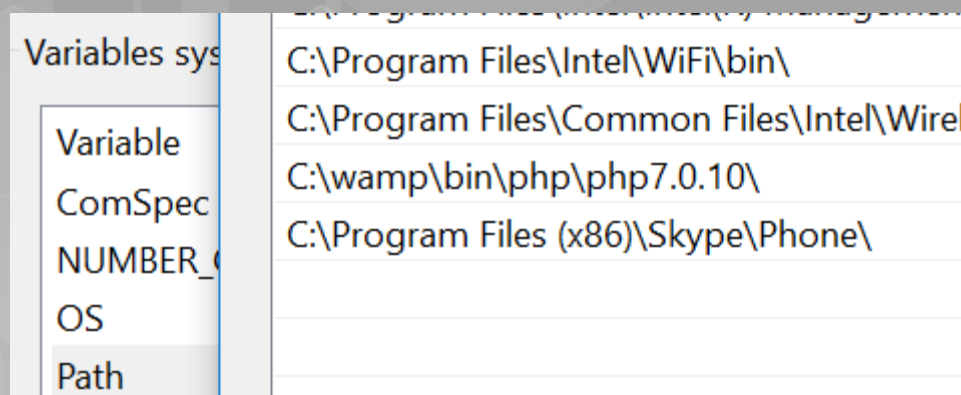 Variables sys
Variable
ComSpec
NUMBER_
OS
Path
C:\Program Files\Intel\WiFi\bin\
C:\Program Files\Common Files\Intel\Wirel
C:\wamp\bin\php\php7.0.10\
C:\Program Files (x86)\Skype\Phone\